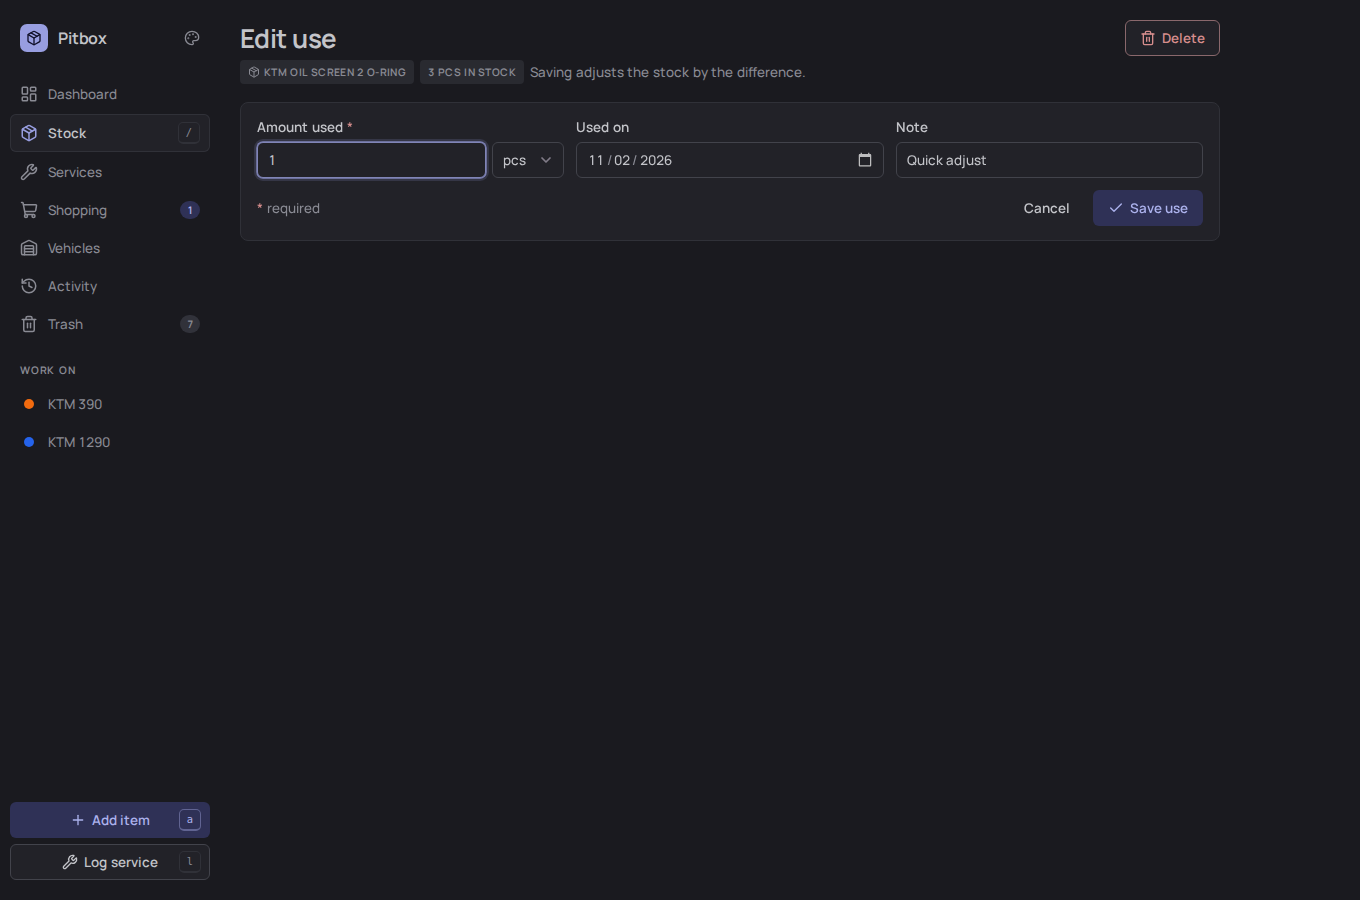 Pitbox
Dashboard
Stock /
Services
Shopping 1
Vehicles
Activity
Trash 7
WORK ON
KTM 390
KTM 1290
Add item a
Log service l
Edit use
Delete
KTM OIL SCREEN 2 O-RING 3 PCS IN STOCK Saving adjusts the stock by the difference.
Amount used * Used on Note
1 pcs 11/02/2026 Quick adjust
* required Cancel Save use